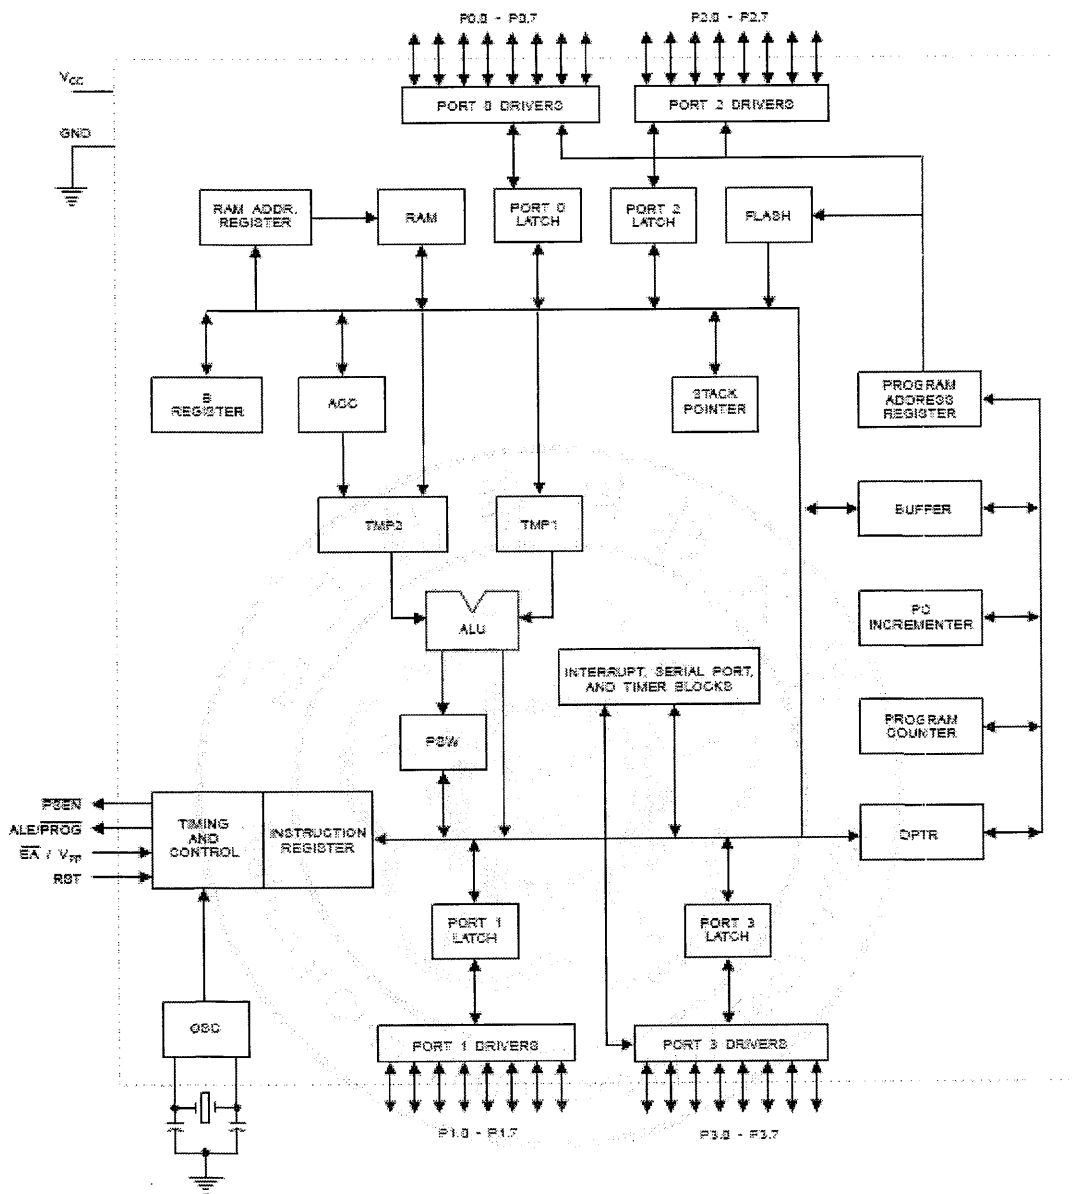 P0.0 - P0.7
P2.0 - P2.7
V_CC
GND
PORT 0 DRIVERS
PORT 2 DRIVERS
RAM ADDR.
REGISTER
RAM
PORT 0
LATCH
PORT 2
LATCH
FLASH
B
REGISTER
ACC
STACK
POINTER
PROGRAM
ADDRESS
REGISTER
TMP2
TMP1
BUFFER
ALU
PC
INCREMENTER
INTERRUPT, SERIAL PORT,
AND TIMER BLOCKS
PSW
PROGRAM
COUNTER
PSEN
ALE/PROG
EA / V_PP
RST
TIMING
AND
CONTROL
INSTRUCTION
REGISTER
DPTR
PORT 1
LATCH
PORT 3
LATCH
OSC
PORT 1 DRIVERS
PORT 3 DRIVERS
P1.0 - P1.7
P3.0 - P3.7